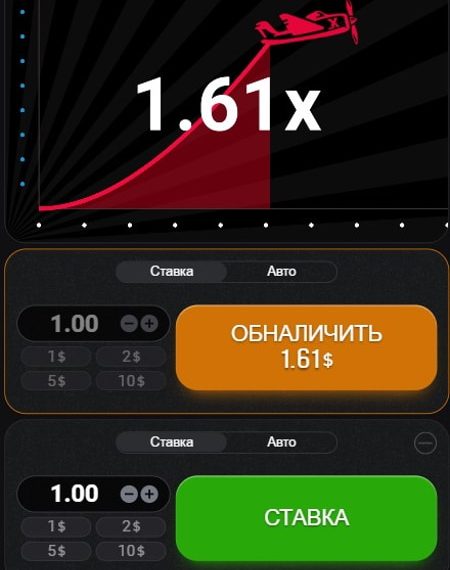 X
1.61x
Ставка Авто
1.00
1$ 2$
5$ 10$
ОБНАЛИЧИТЬ
1.61$
Ставка Авто
1.00
1$ 2$
5$ 10$
СТАВКА